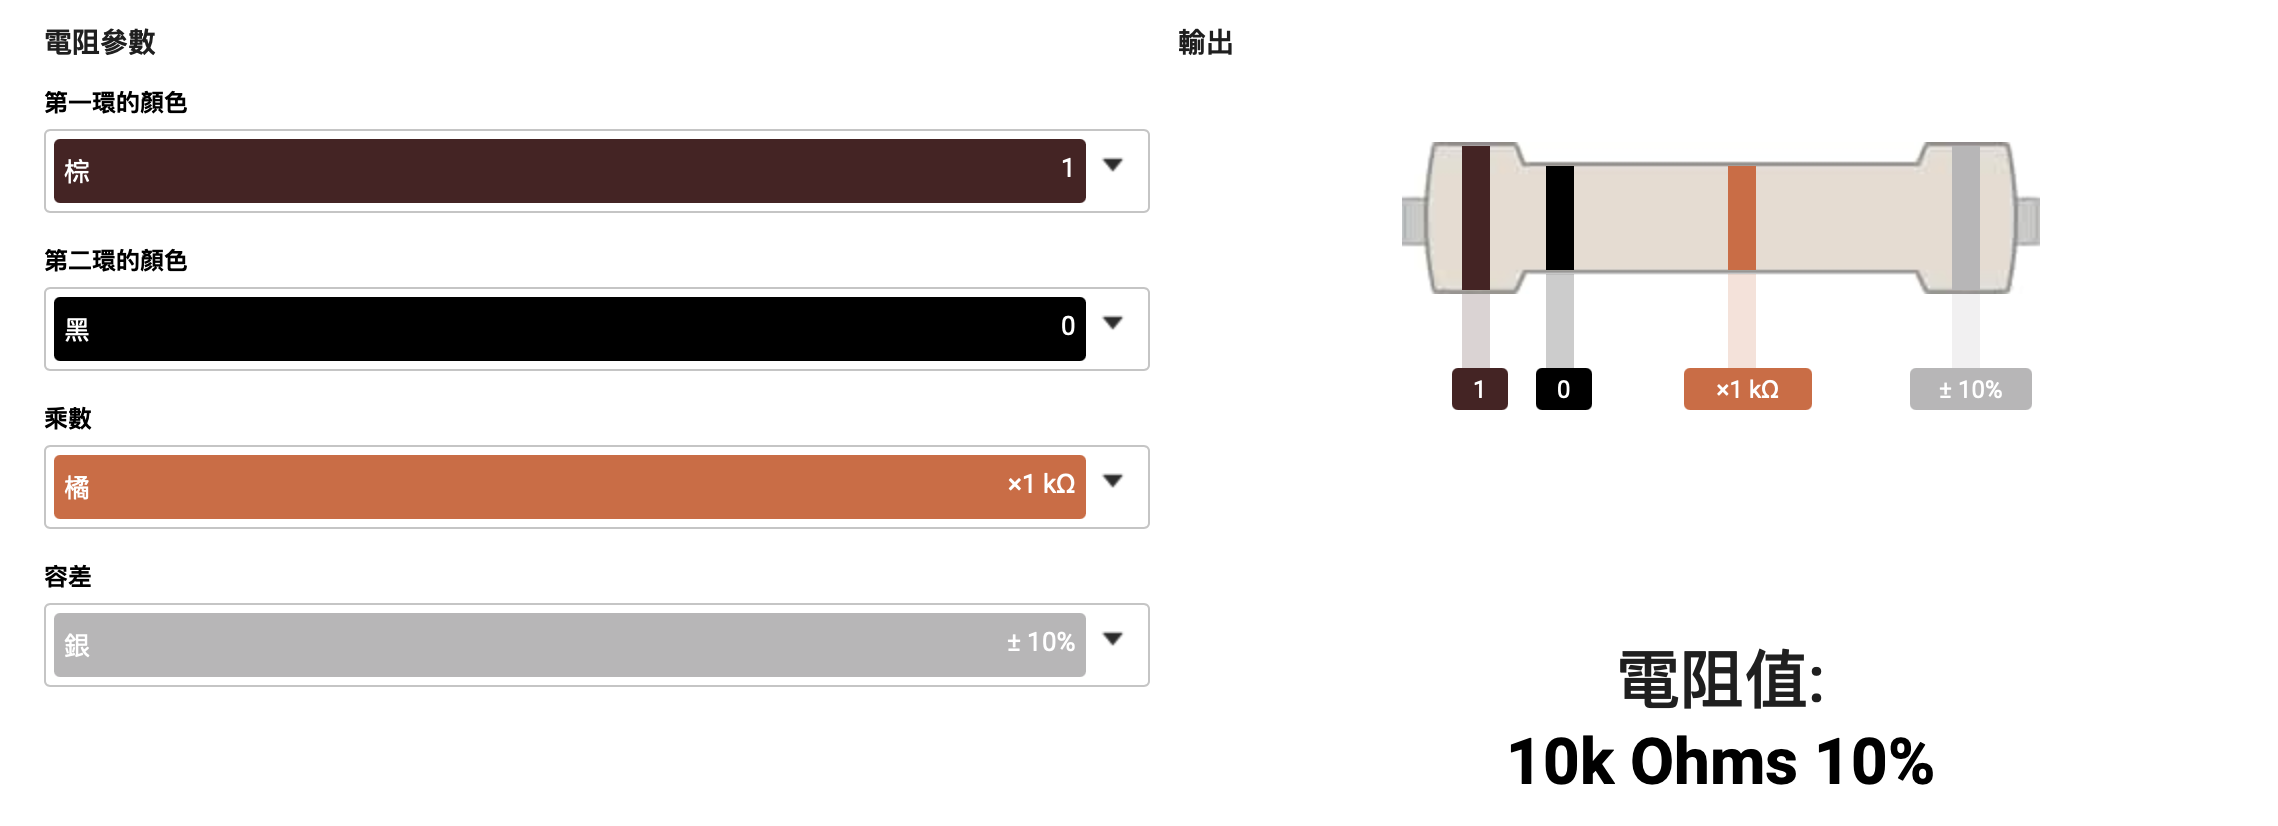 電阻參數
第一環的顏色
棕 1
第二環的顏色
黑 0
乘數
橘 ×1 kΩ
容差
銀 ± 10%
輸出
1 0 ×1 kΩ ± 10%
電阻值:
10k Ohms 10%